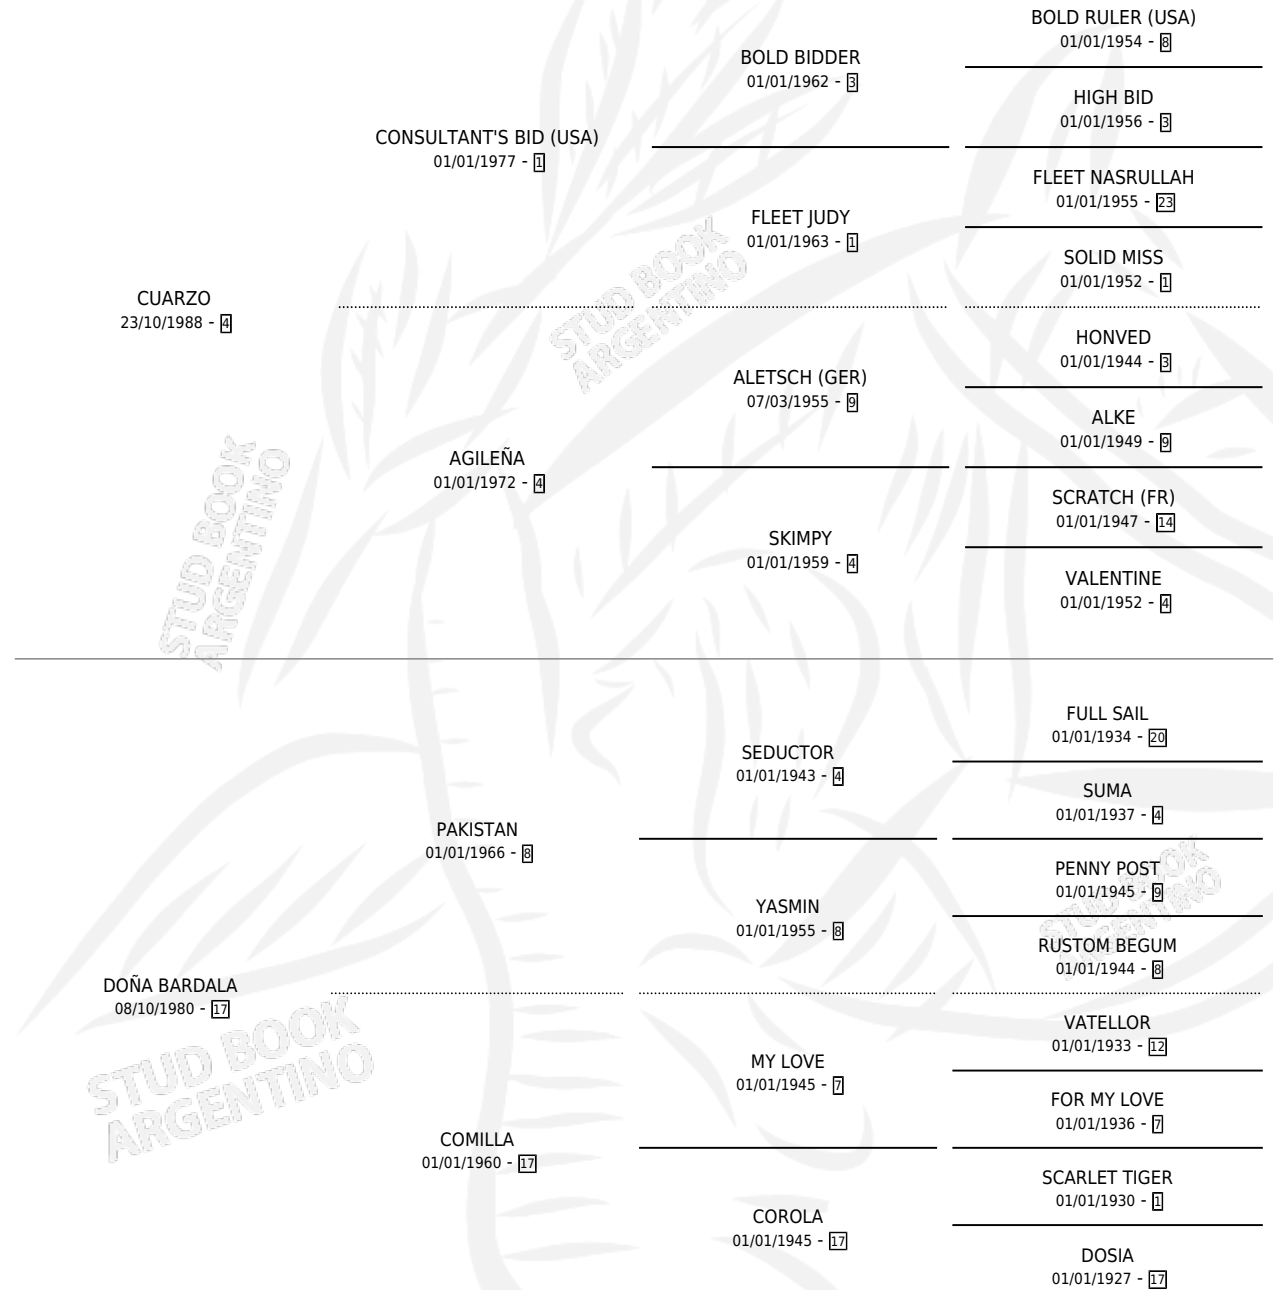 BOLD RULER (USA)
01/01/1954 - 8
BOLD BIDDER
01/01/1962 - 3
HIGH BID
01/01/1956 - 3
CONSULTANT'S BID (USA)
01/01/1977 - 1
FLEET NASRULLAH
01/01/1955 - 23
FLEET JUDY
01/01/1963 - 1
SOLID MISS
01/01/1952 - 1
CUARZO
23/10/1988 - 4
HONVED
01/01/1944 - 3
ALETSCH (GER)
07/03/1955 - 9
ALKE
01/01/1949 - 9
AGILEÑA
01/01/1972 - 4
SCRATCH (FR)
01/01/1947 - 14
SKIMPY
01/01/1959 - 4
VALENTINE
01/01/1952 - 4
FULL SAIL
01/01/1934 - 20
SEDUCTOR
01/01/1943 - 4
SUMA
01/01/1937 - 4
PAKISTAN
01/01/1966 - 8
PENNY POST
01/01/1945 - 9
YASMIN
01/01/1955 - 8
RUSTOM BEGUM
01/01/1944 - 8
DOÑA BARDALA
08/10/1980 - 17
VATELLOR
01/01/1933 - 12
MY LOVE
01/01/1945 - 7
FOR MY LOVE
01/01/1936 - 7
COMILLA
01/01/1960 - 17
SCARLET TIGER
01/01/1930 - 1
COROLA
01/01/1945 - 17
DOSIA
01/01/1927 - 17
STUD BOOK
ARGENTINO
STUD BOOK
ARGENTINO
STUD BOOK
ARGENTINO
STUD BOOK
ARGENTINO